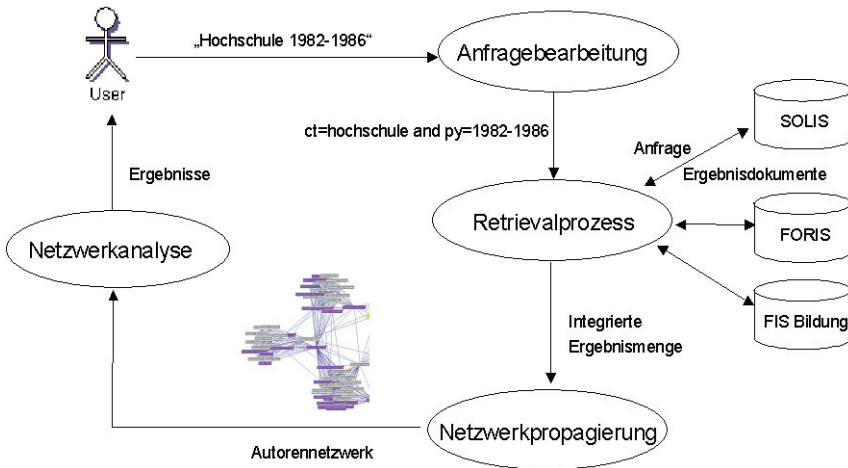 „Hochschule 1982-1986“
Anfragebearbeitung
User
ct=hochschule and py=1982-1986
SOLIS
Anfrage
Ergebnisdokumente
Ergebnisse
Retrievalprozess
FORIS
Netzwerkanalyse
FIS Bildung
Integrierte
Ergebnismenge
Netzwerkpropagierung
Autorennetzwerk